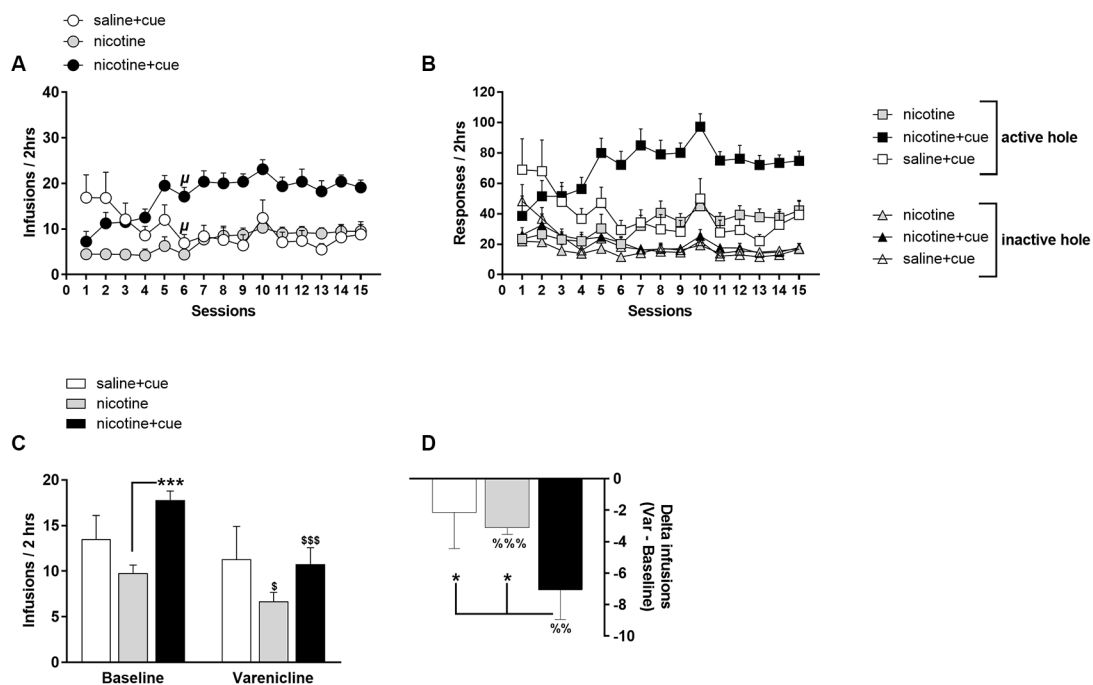 saline+cue
nicotine
nicotine+cue
A
40
30
20
10
0
Infusions / 2hrs
μ
μ
0 1 2 3 4 5 6 7 8 9 10 11 12 13 14 15
Sessions
B
120
100
80
60
40
20
0
Responses / 2hrs
0 1 2 3 4 5 6 7 8 9 10 11 12 13 14 15
Sessions
nicotine
nicotine+cue
saline+cue
active hole
nicotine
nicotine+cue
saline+cue
inactive hole
saline+cue
nicotine
nicotine+cue
C
20
15
10
5
0
Infusions / 2 hrs
***
$
$$$
Baseline Varenicline
D
0
-2
-4
-6
-8
-10
Delta infusions
(Var - Baseline)
%%%
* *
%%